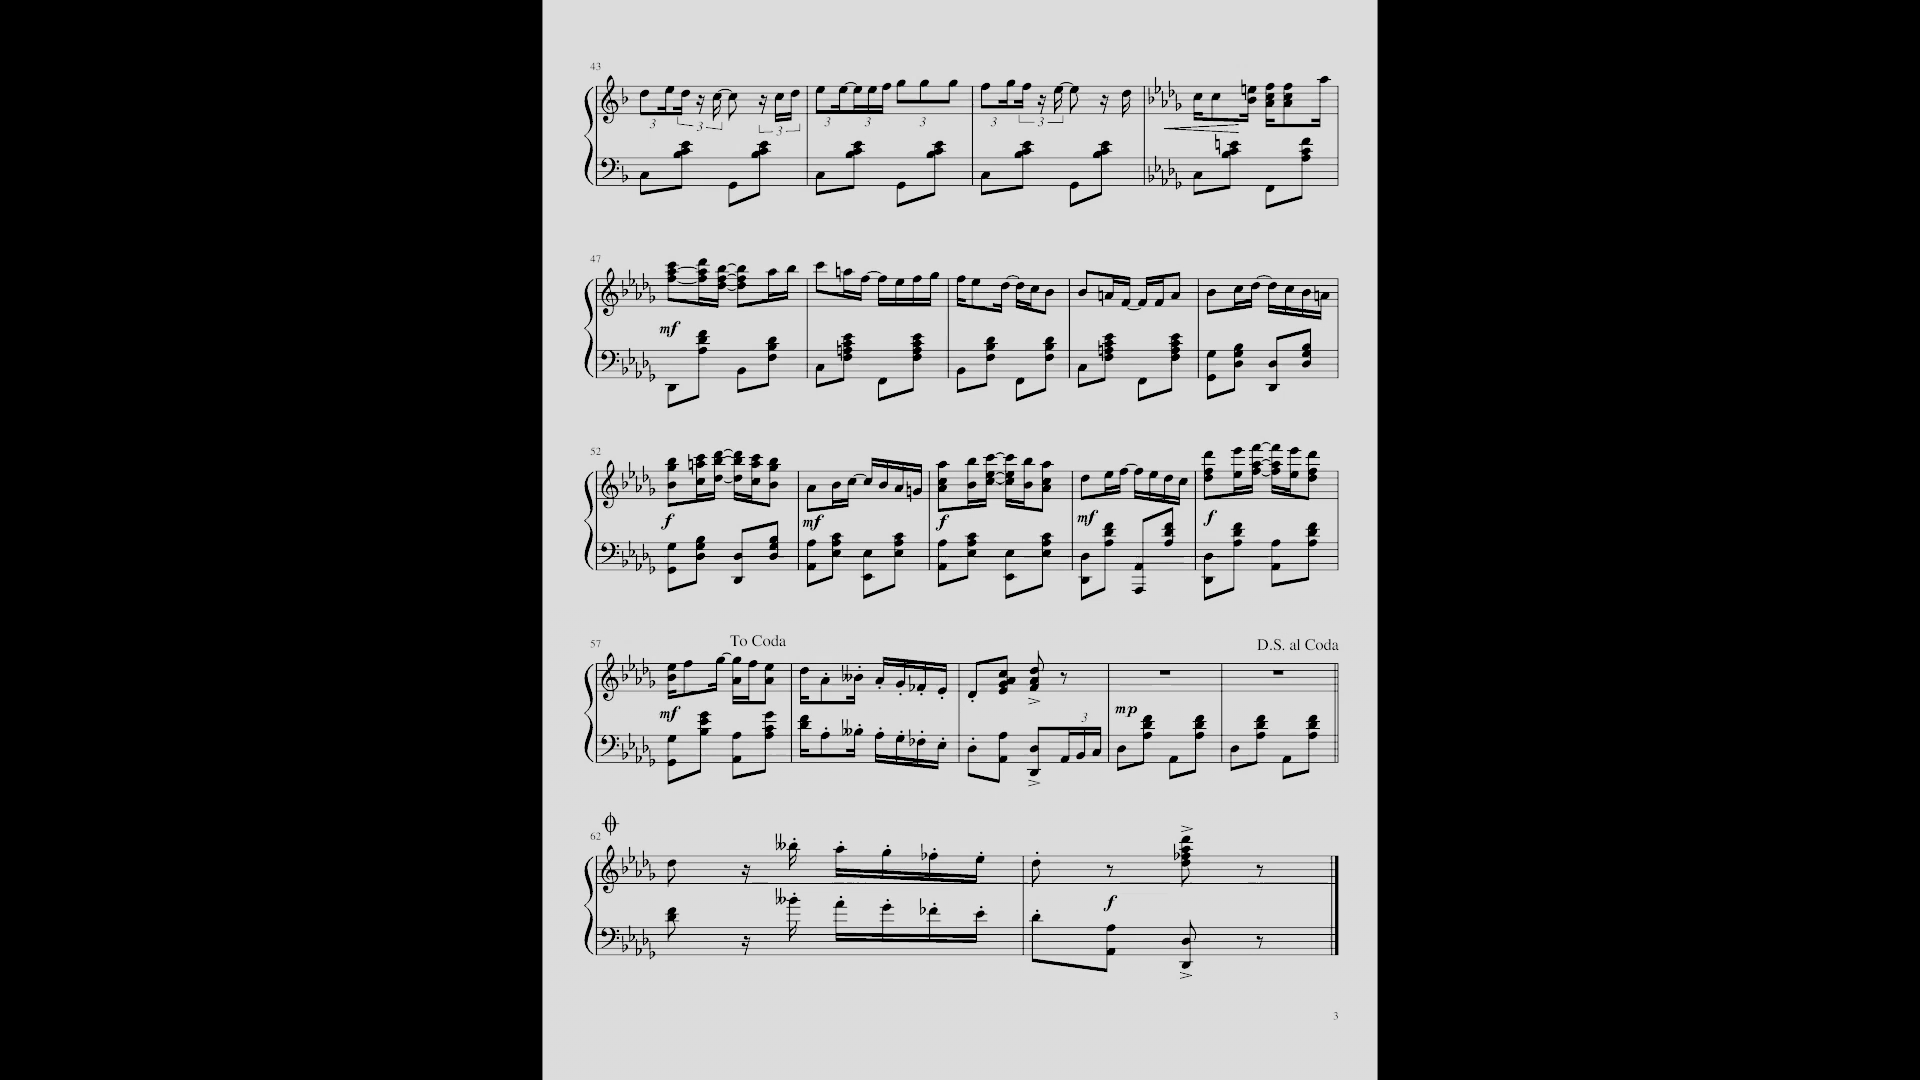 43
3 3 3 3 3 3 3 3
47
mf
52
f mf f mf f
57 To Coda D.S. al Coda
mf mp 3
62
f
3